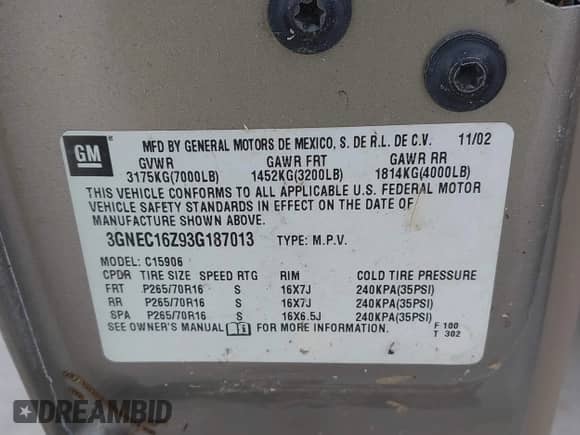 GM ® MFD BY GENERAL MOTORS DE MEXICO, S. DE R.L. DE C.V. 11/02
GVWR GAWR FRT GAWR RR
3175KG(7000LB) 1452KG(3200LB) 1814KG(4000LB)
THIS VEHICLE CONFORMS TO ALL APPLICABLE U.S. FEDERAL MOTOR
VEHICLE SAFETY STANDARDS IN EFFECT ON THE DATE OF
MANUFACTURE SHOWN ABOVE.
3GNEC16Z93G187013 TYPE: M.P.V.
MODEL: C15906
CPDR TIRE SIZE SPEED RTG RIM COLD TIRE PRESSURE
FRT P265/70R16 S 16X7J 240KPA(35PSI)
RR P265/70R16 S 16X7J 240KPA(35PSI)
SPA P265/70R16 S 16X6.5J 240KPA(35PSI)
SEE OWNER'S MANUAL FOR MORE INFORMATION.
F 100
T 302
DREAMBID